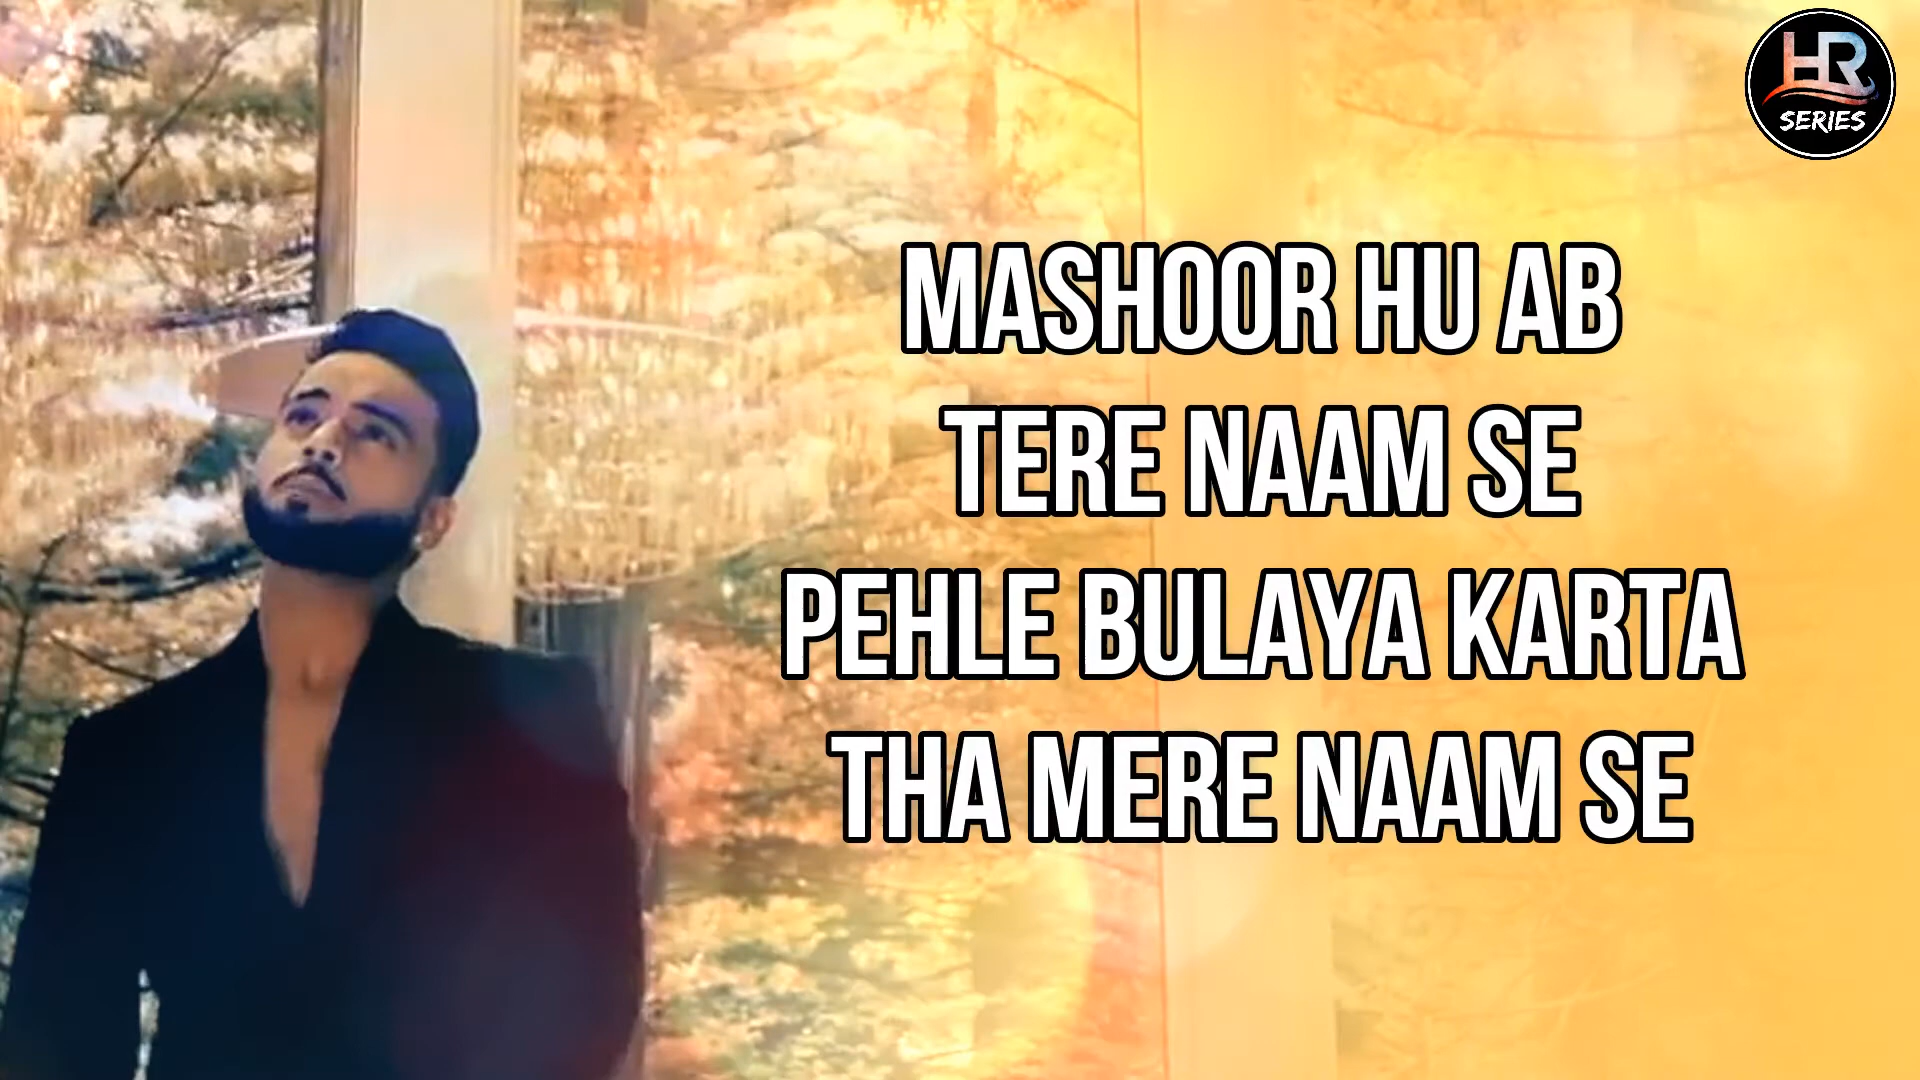 HR
SERIES
MASHOOR HU AB
TERE NAAM SE
PEHLE BULAYA KARTA
THA MERE NAAM SE